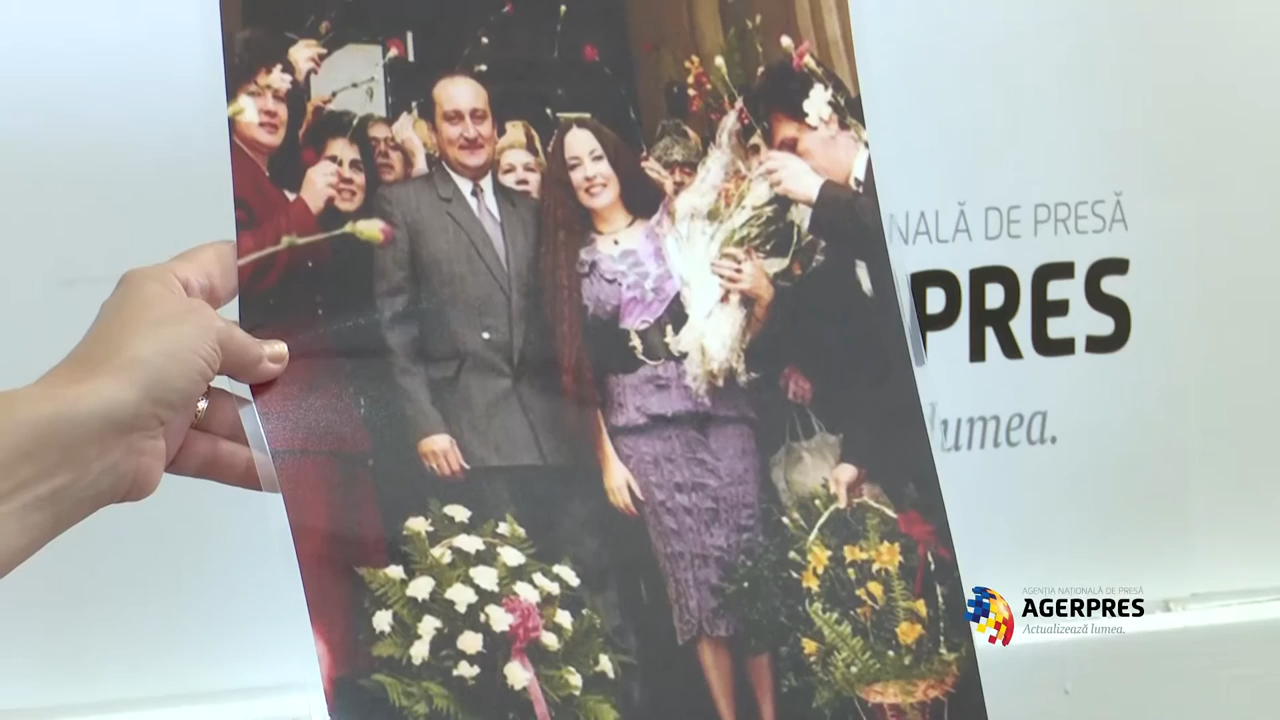 NALĂ DE PRESĂ
PRES
lumea.
AGENȚIA NAȚIONALĂ DE PRESĂ
AGERPRES
Actualizează lumea.